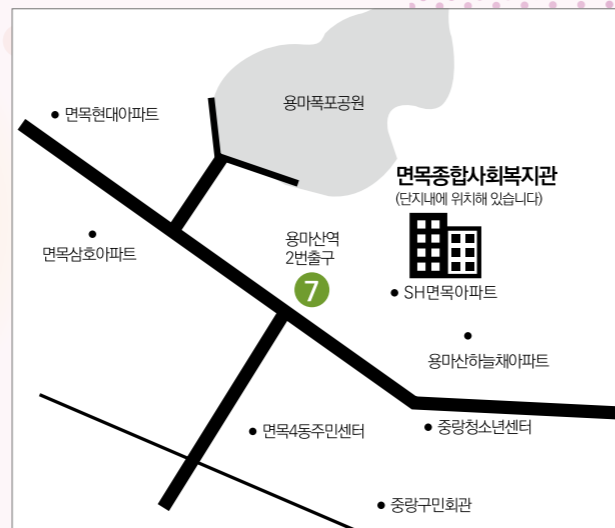 용마폭포공원
면목현대아파트
면목종합사회복지관
(단지내에 위치해 있습니다)
면목삼호아파트
용마산역
2번출구
7
SH면목아파트
용마산하늘채아파트
면목4동주민센터
중랑청소년센터
중랑구민회관